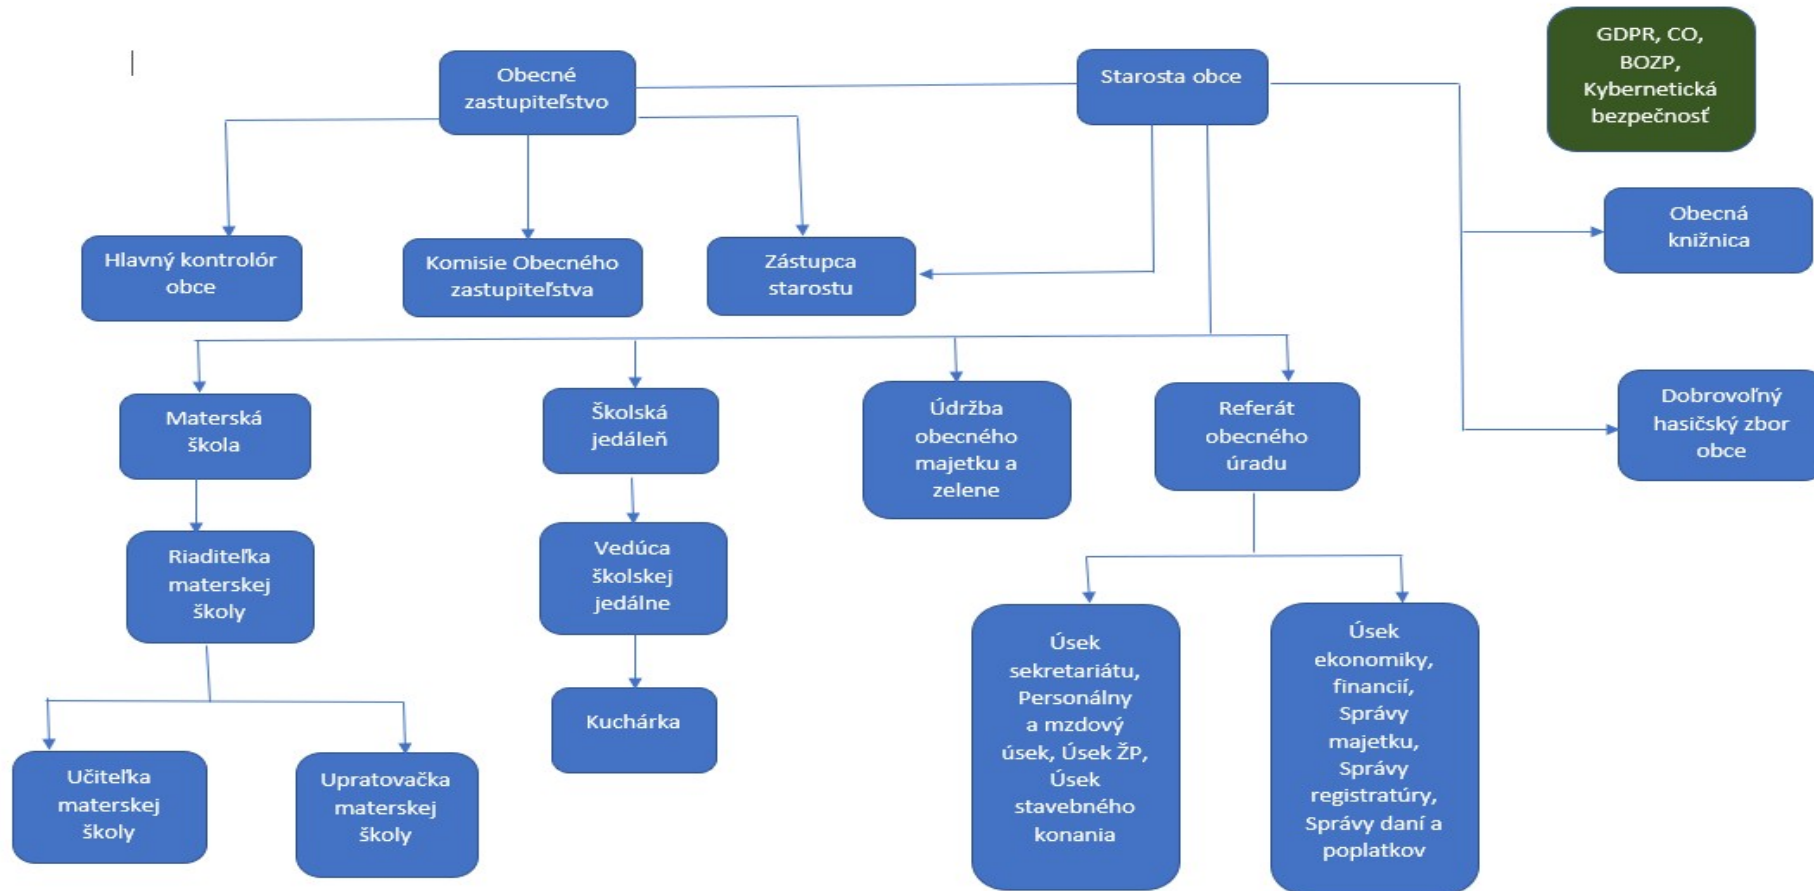 GDPR, CO,
BOZP,
Kybernetická
bezpečnosť
Obecné
zastupiteľstvo
Starosta obce
Obecná
knižnica
Hlavný kontrolór
obce
Komisie Obecného
zastupiteľstva
Zástupca
starostu
Dobrovoľný
hasičský zbor
obce
Materská
škola
Školská
jedáleň
Údržba
obecného
majetku a
zelene
Referát
obecného
úradu
Riaditeľka
materskej
školy
Vedúca
školskej
jedálne
Úsek
sekretariátu,
Personálny
a mzdový
úsek, Úsek ŽP,
Úsek
stavebného
konania
Úsek
ekonomiky,
financií,
Správy
majetku,
Správy
registratúry,
Správy daní a
poplatkov
Kuchárka
Učiteľka
materskej
školy
Upratovačka
materskej
školy